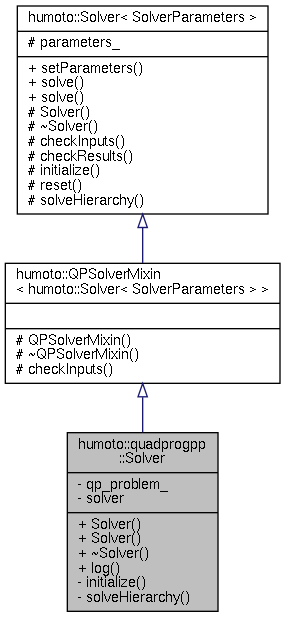 humoto::Solver< SolverParameters >
# parameters_
+ setParameters()
+ solve()
+ solve()
# Solver()
# ~Solver()
# checkInputs()
# checkResults()
# initialize()
# reset()
# solveHierarchy()
humoto::QPSolverMixin
< humoto::Solver< SolverParameters > >
# QPSolverMixin()
# ~QPSolverMixin()
# checkInputs()
humoto::quadprogpp
::Solver
- qp_problem_
- solver
+ Solver()
+ Solver()
+ ~Solver()
+ log()
- initialize()
- solveHierarchy()